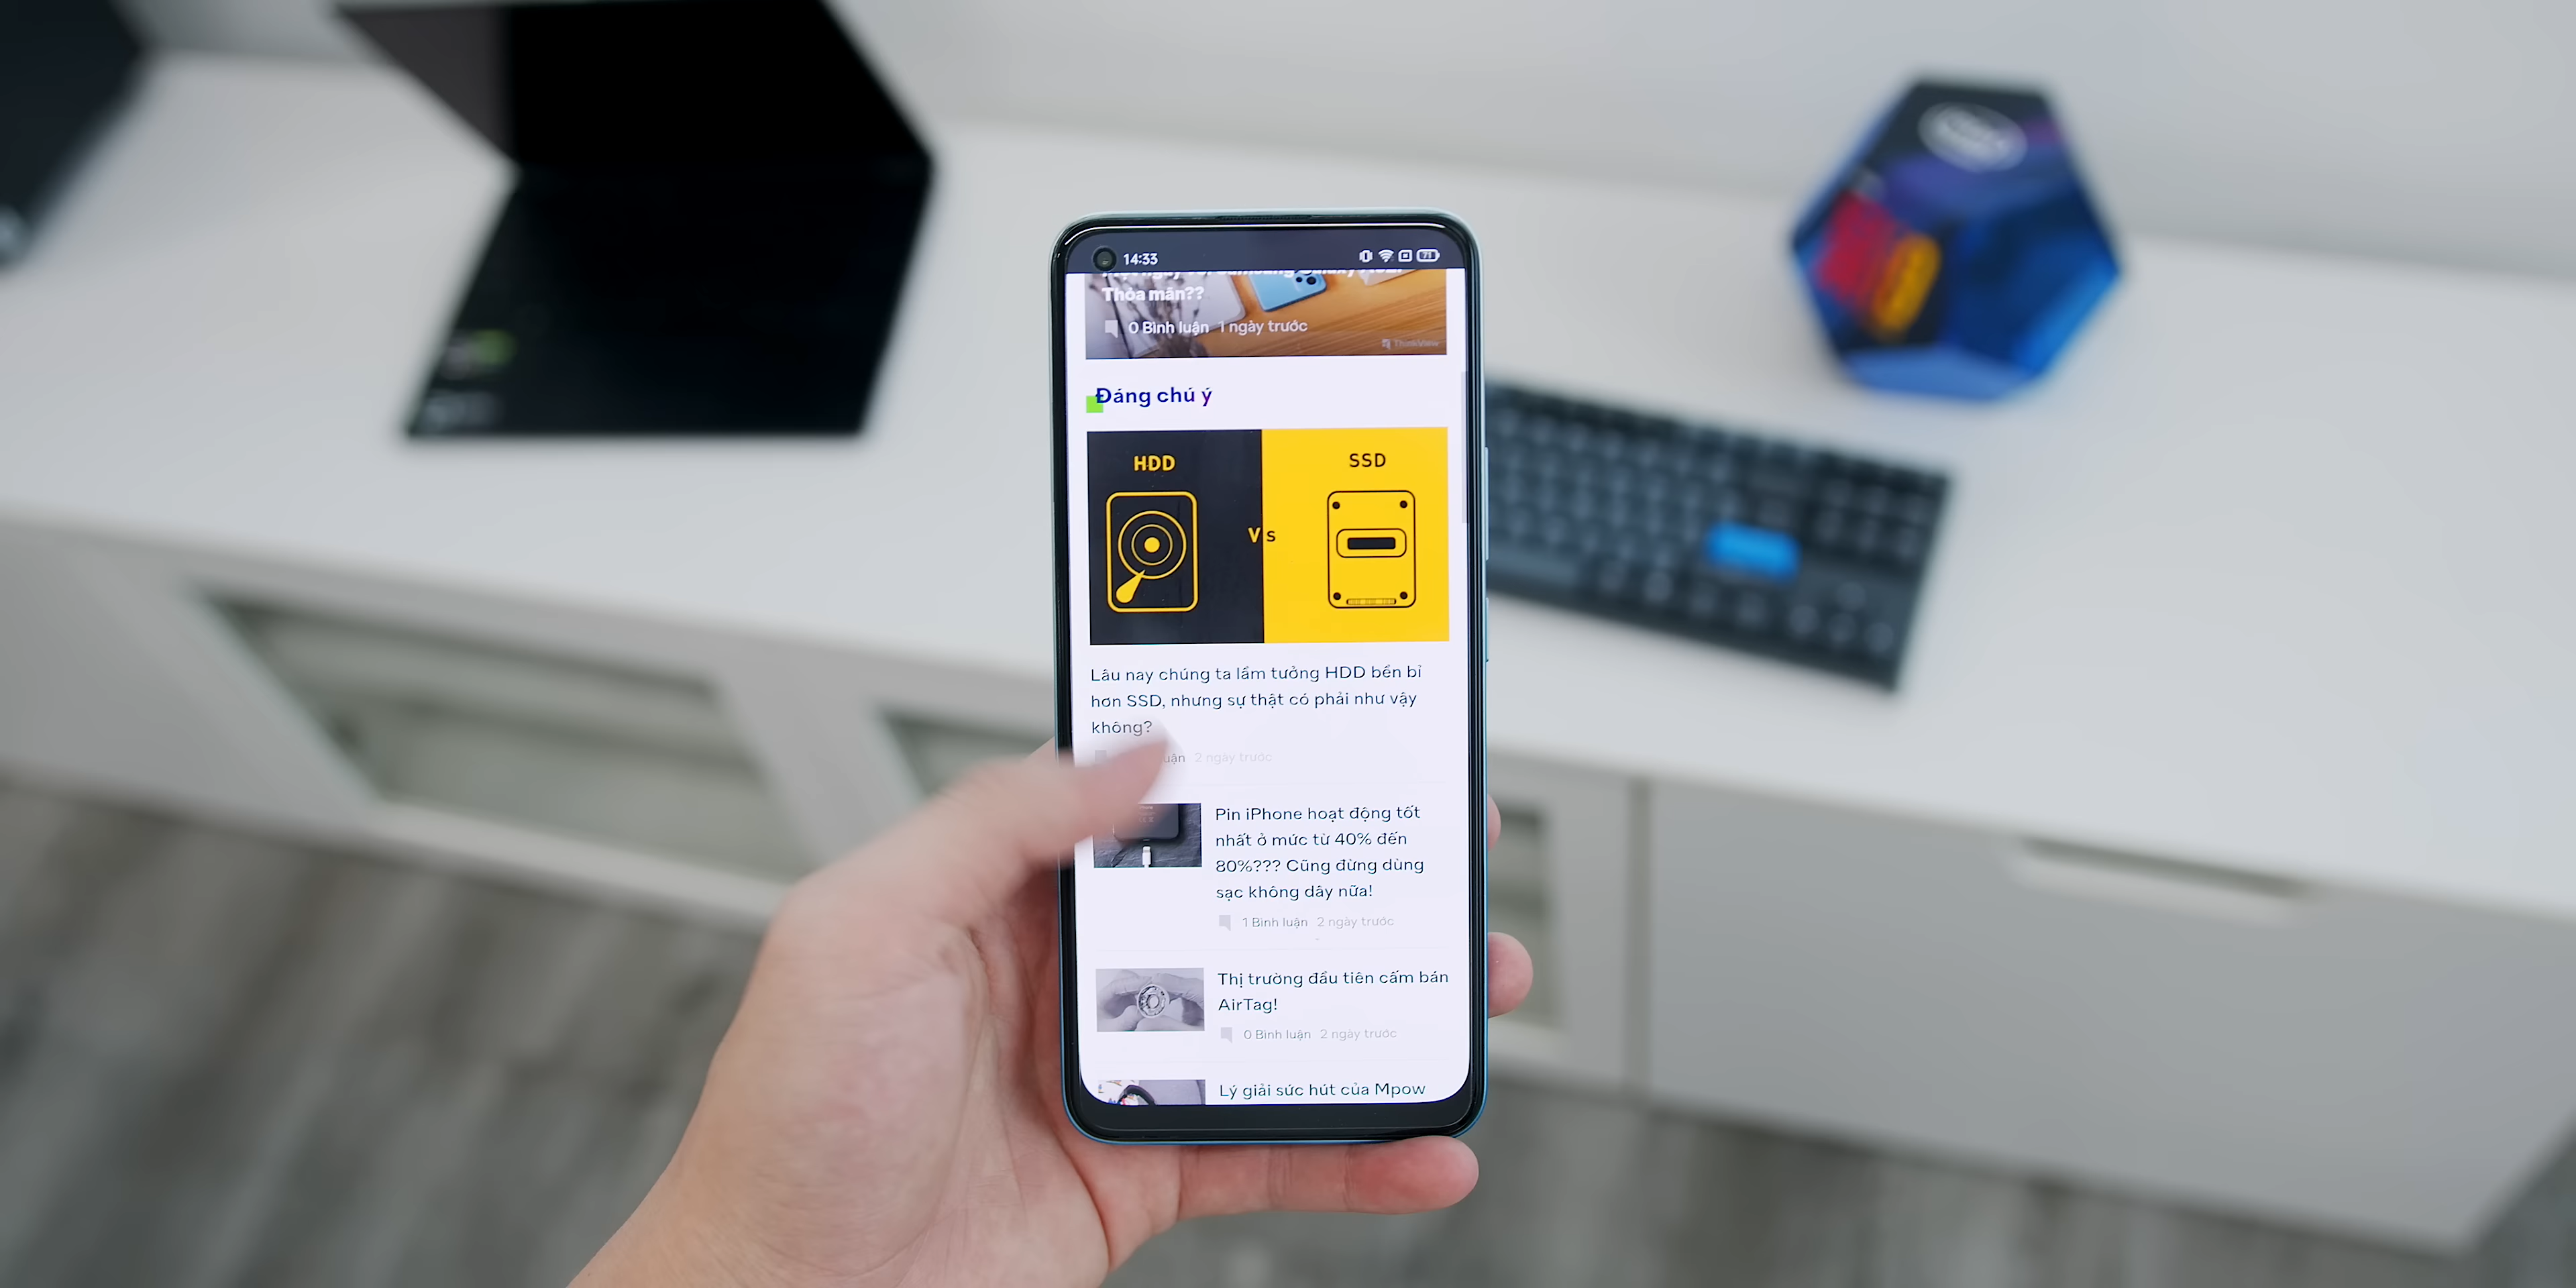 14:33
Thỏa mãn??
0 Bình luận 1 ngày trước
ThinkView
Đáng chú ý
HDD
SSD
Vs
Lâu nay chúng ta lầm tưởng HDD bền bỉ
hơn SSD, nhưng sự thật có phải như vậy
không?
2 ngày trước
Pin iPhone hoạt động tốt
nhất ở mức từ 40% đến
80%??? Cũng đừng dùng
sạc không dây nữa!
1 Bình luận 2 ngày trước
Thị trường đầu tiên cấm bán
AirTag!
0 Bình luận 2 ngày trước
Lý giải sức hút của Mpow